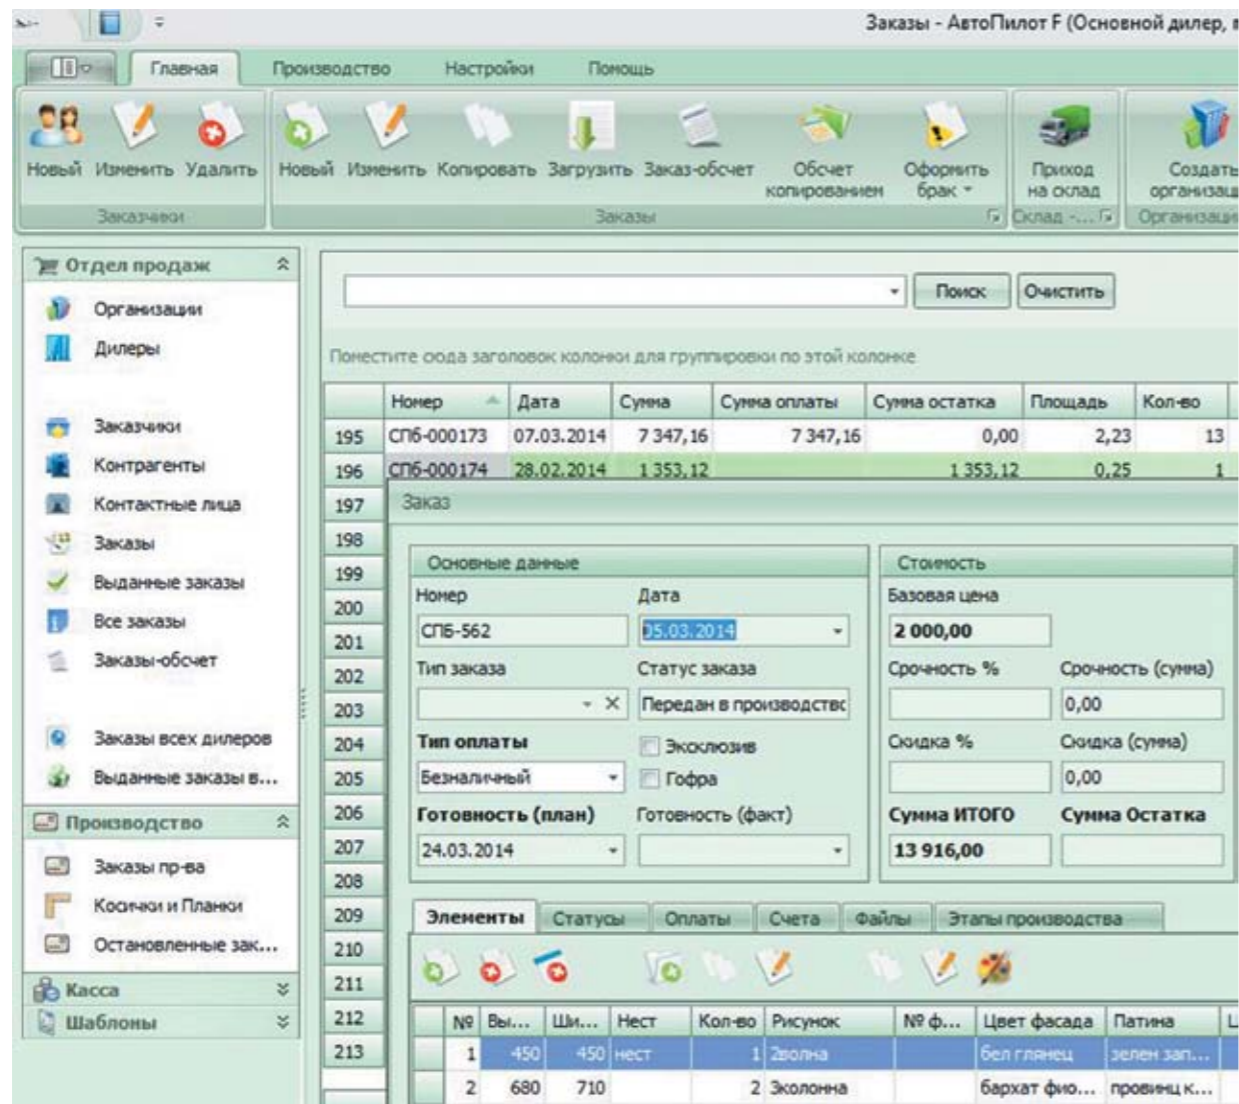 Заказы - АвтоПилот F (Основной дилер,
Главная Производство Настройки Помощь
Новый Изменить Удалить Новый Изменить Копировать Загрузить Заказ-обсчет Обсчет копированием Оформить брак Приход на склад Создать организац
Заказчики Заказы Склад -... Организации
Отдел продаж
Организации
Дилеры
Заказчики
Контрагенты
Контактные лица
Заказы
Выданные заказы
Все заказы
Заказы-обсчет
Заказы всех дилеров
Выданные заказы в...
Производство
Заказы пр-ва
Косички и Планки
Остановленные зак...
Касса
Шаблоны
Поиск Очистить
Поместите сюда заголовок колонки для группировки по этой колонке
Номер Дата Сумма Сумма оплаты Сумма остатка Площадь Кол-во
195 СПб-000173 07.03.2014 7 347,16 7 347,16 0,00 2,23 13
196 СПб-000174 28.02.2014 1 353,12 1 353,12 0,25 1
197
198
199
200
201
202
203
204
205
206
207
208
209
210
211
212
213
Заказ
Основные данные Стоимость
Номер Дата Базовая цена
СПБ-562 05.03.2014 2 000,00
Тип заказа Статус заказа Срочность % Срочность (сумма)
Передан в производство 0,00
Тип оплаты Эксклюзив Скидка % Скидка (сумма)
Безналичный Гофра 0,00
Готовность (план) Готовность (факт) Сумма ИТОГО Сумма Остатка
24.03.2014 13 916,00
Элементы Статусы Оплаты Счета Файлы Этапы производства
№ Вы... Ши... Нест Кол-во Рисунок № ф... Цвет фасада Патина
1 450 450 нест 1 2волна бел глянец зелен зап...
2 680 710 2 3колонна бархат фио... провинц к...